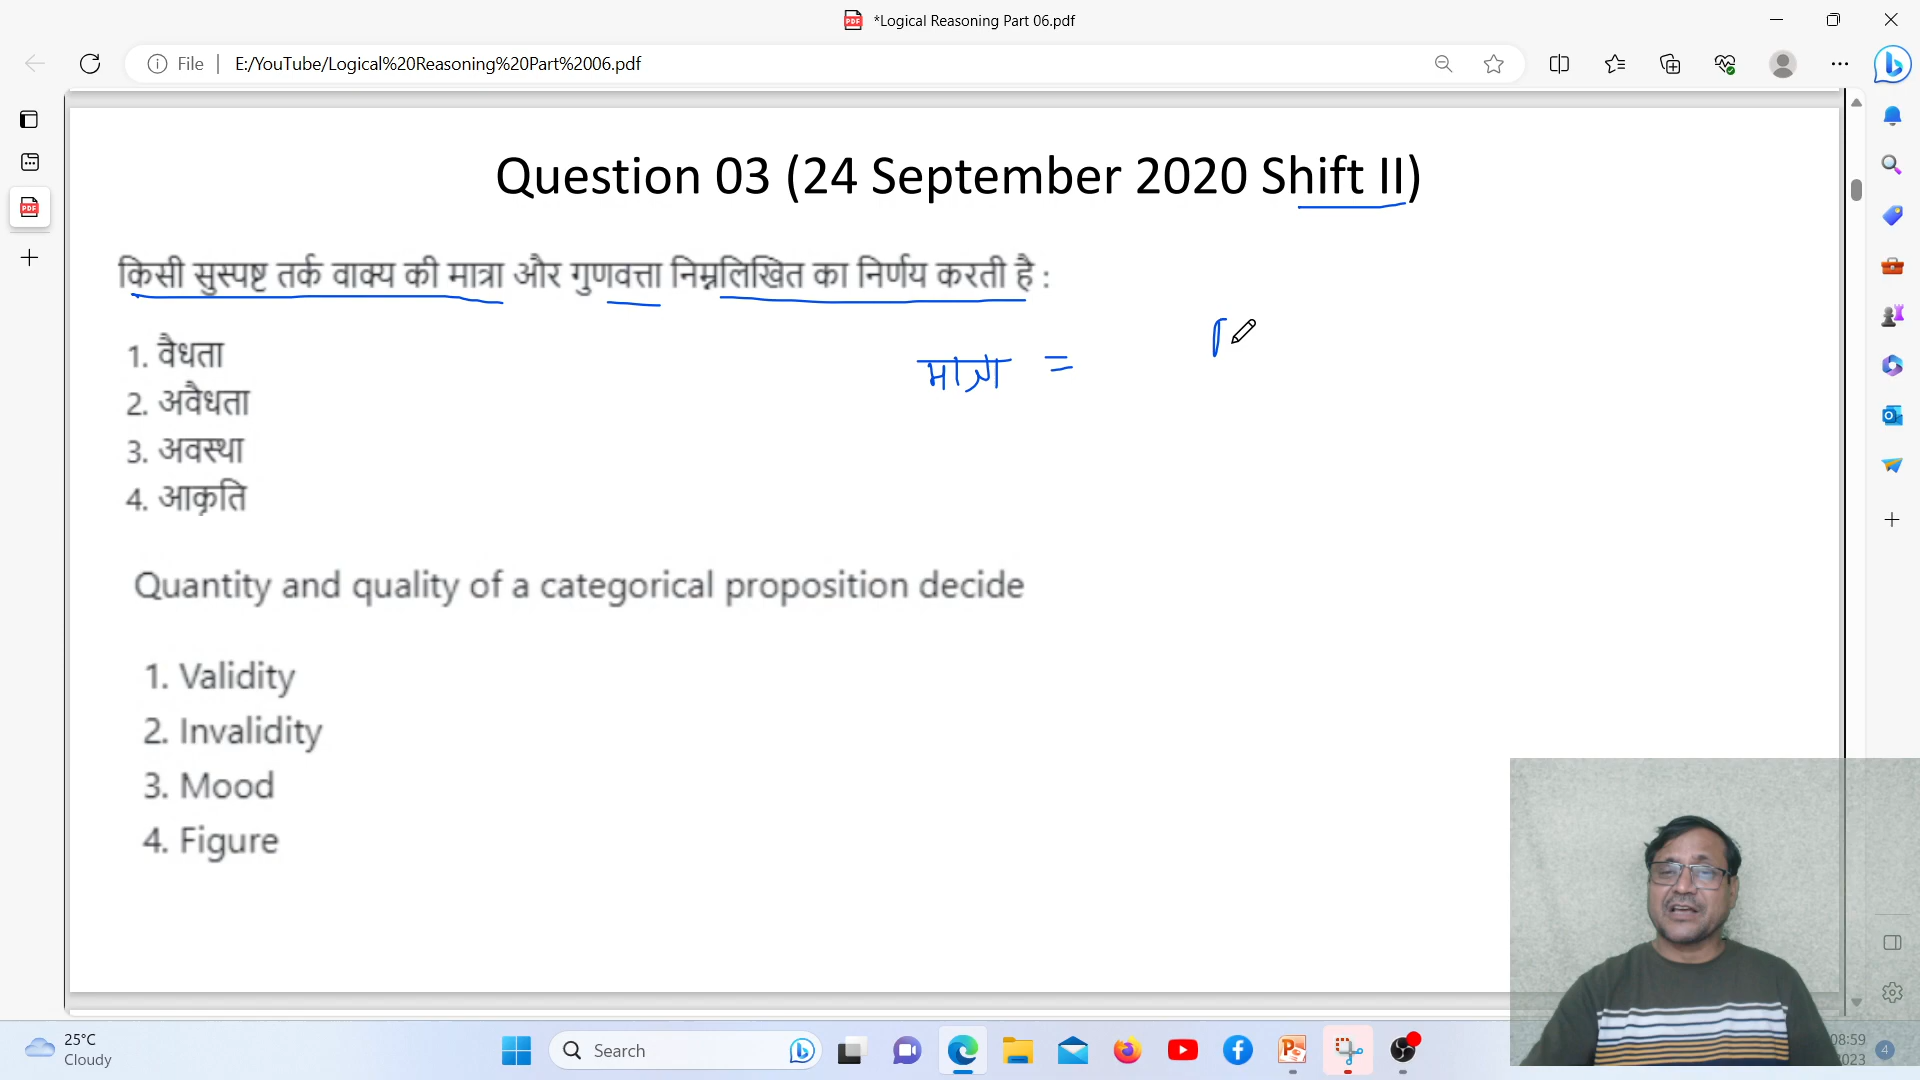 *Logical Reasoning Part 06.pdf
File
E:/YouTube/Logical%20Reasoning%20Part%2006.pdf
Question 03 (24 September 2020 Shift II)
किसी सुस्पष्ट तर्क वाक्य की मात्रा और गुणवत्ता निम्नलिखित का निर्णय करती है :
1. वैधता
2. अवैधता
3. अवस्था
4. आकृति
मात्रा =
Quantity and quality of a categorical proposition decide
1. Validity
2. Invalidity
3. Mood
4. Figure
25°C
Cloudy
Search
08:59
2023
4